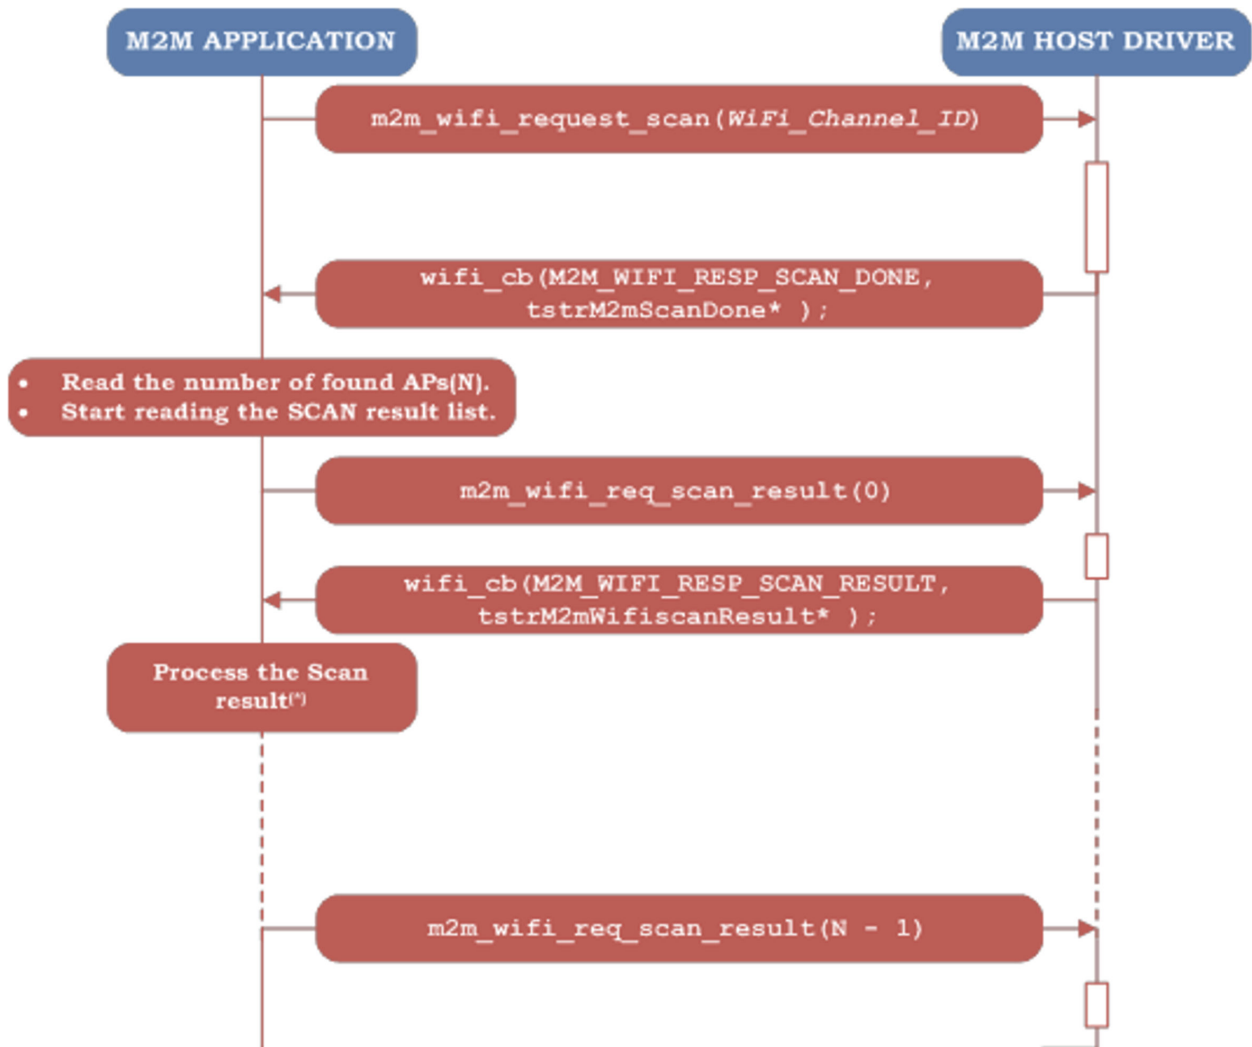 M2M APPLICATION
M2M HOST DRIVER
m2m_wifi_request_scan(WiFi_Channel_ID)
wifi_cb(M2M_WIFI_RESP_SCAN_DONE,
tstrM2mScanDone* );
• Read the number of found APs(N).
• Start reading the SCAN result list.
m2m_wifi_req_scan_result(0)
wifi_cb(M2M_WIFI_RESP_SCAN_RESULT,
tstrM2mWifiscanResult* );
Process the Scan
result(*)
m2m_wifi_req_scan_result(N - 1)